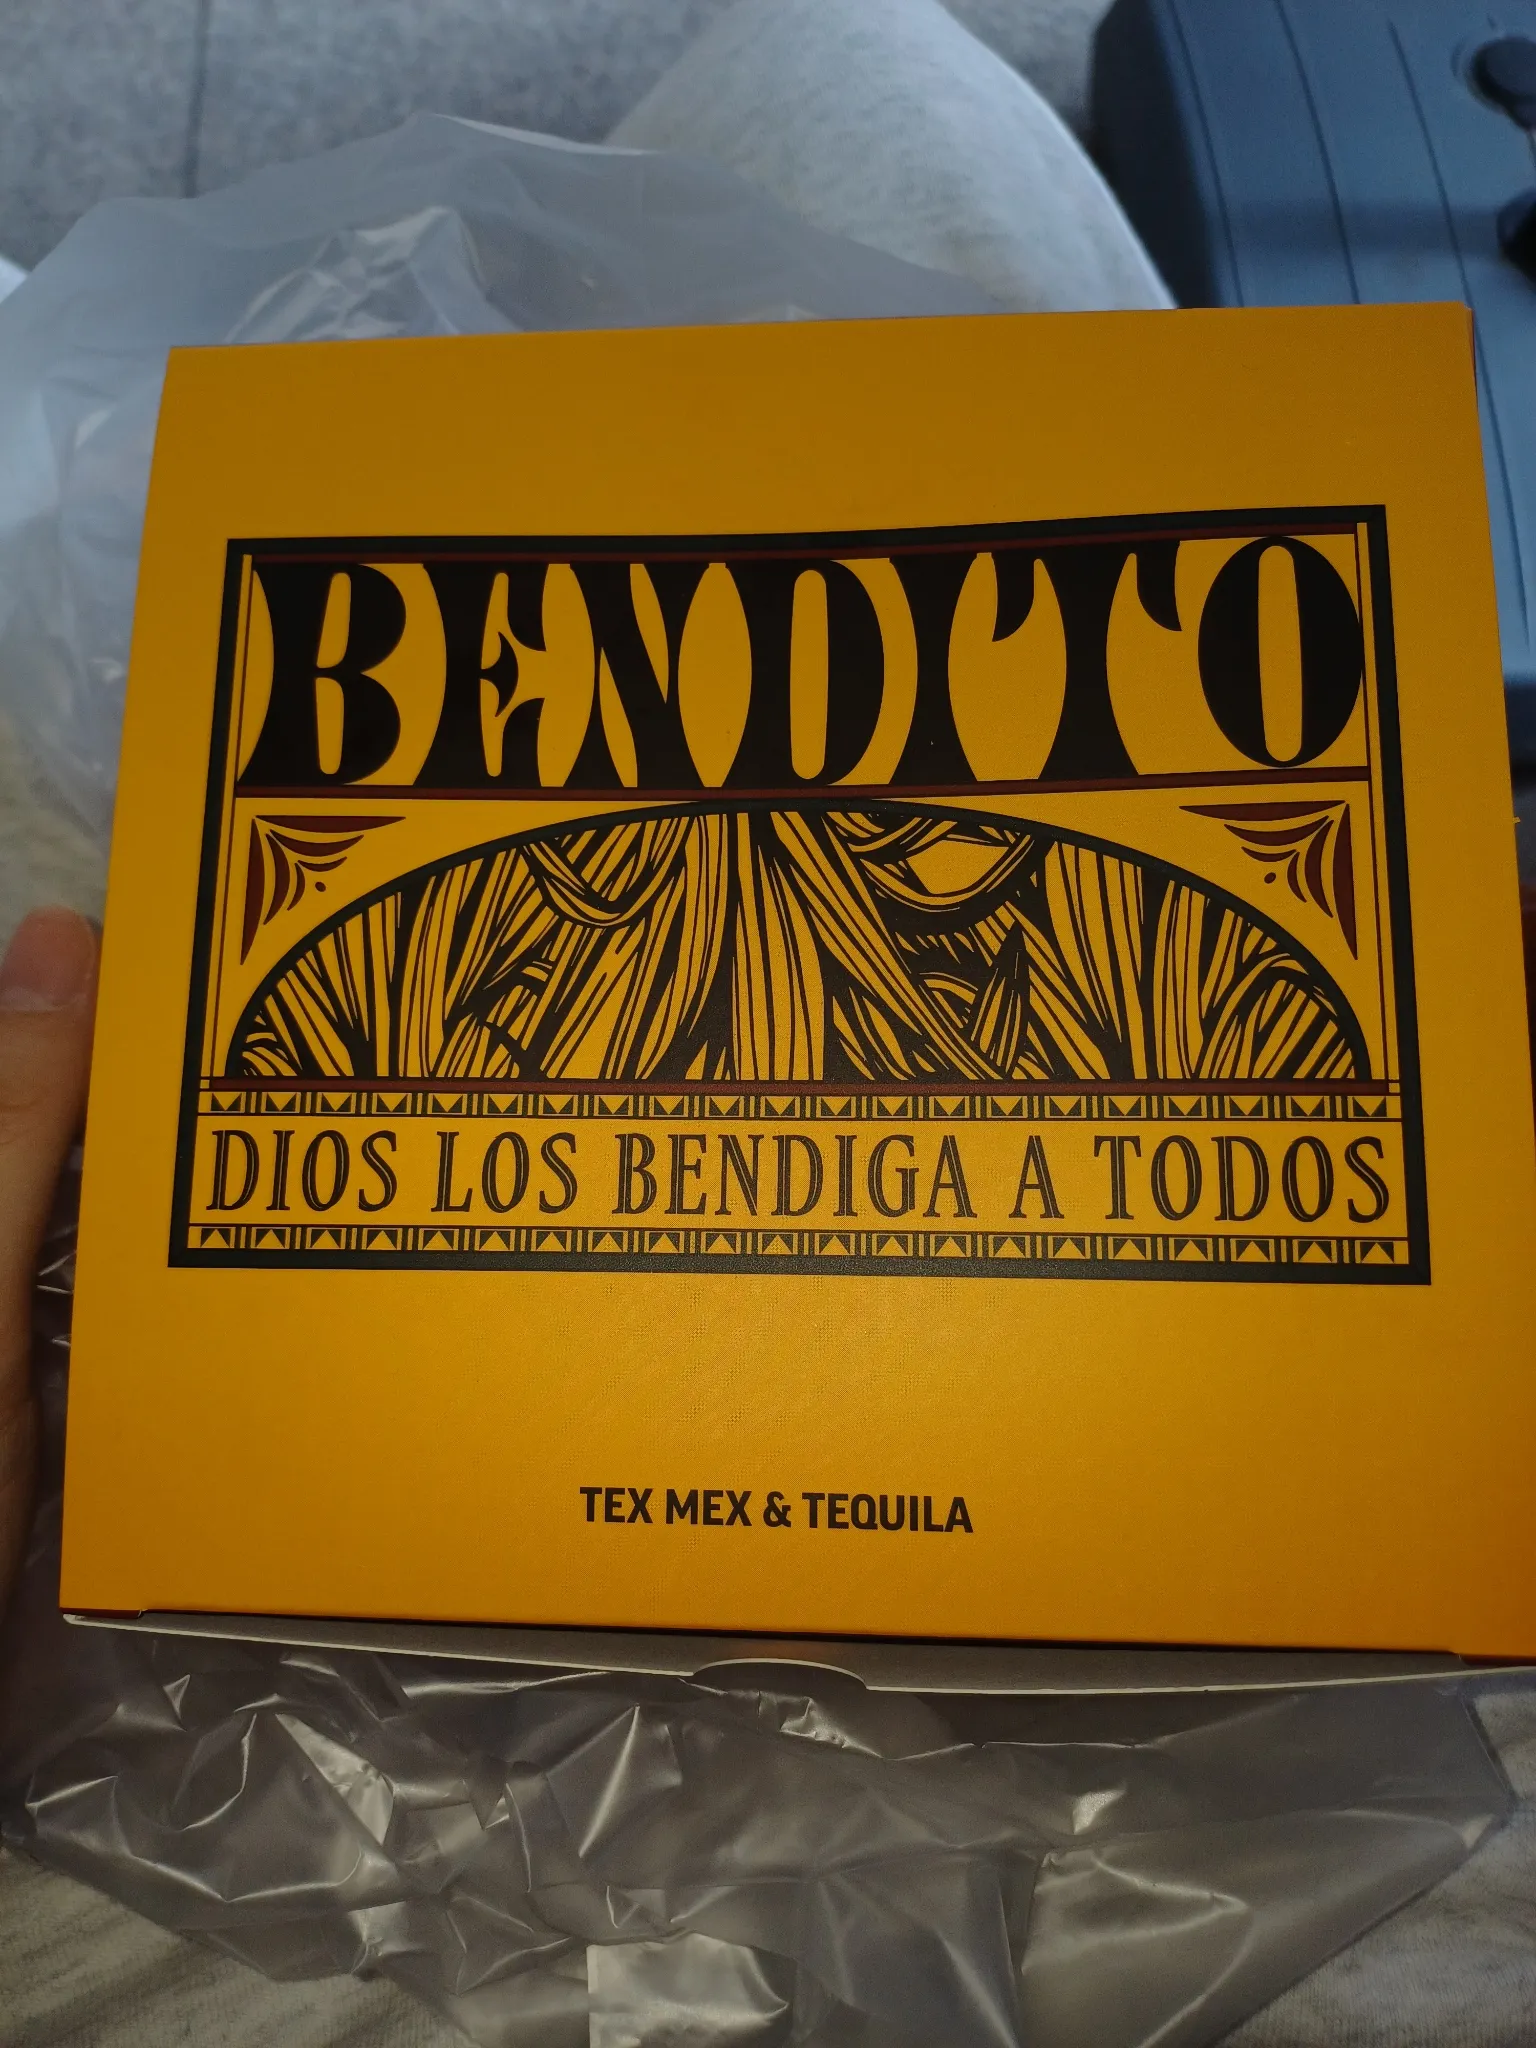 BENDITO
DIOS LOS BENDIGA A TODOS
TEX MEX & TEQUILA